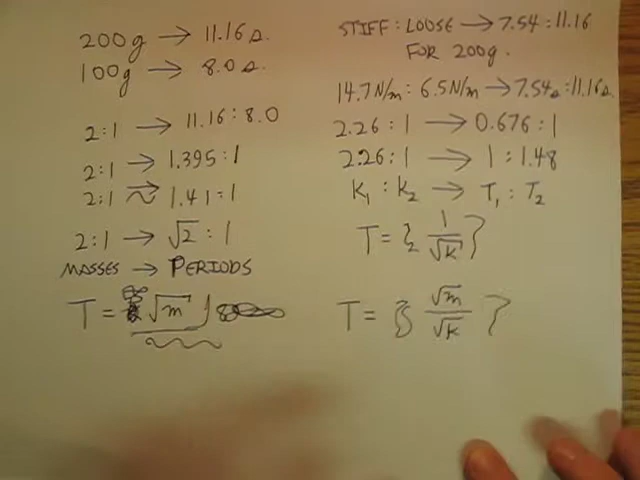 200g → 11.16 s.
100g → 8.0 s.
2:1 → 11.16 : 8.0
2:1 → 1.395 : 1
2:1 ⥲ 1.41 : 1
2:1 → √2 : 1
MASSES → PERIODS
T = { √m }
STIFF : LOOSE → 7.54 : 11.16
FOR 200g.
14.7 N/m : 6.5 N/m → 7.54s : 11.16s.
2.26 : 1 → 0.676 : 1
2.26 : 1 → 1 : 1.48
K₁ : K₂ → T₁ : T₂
T = { 1/√K }
T = { √m/√K }